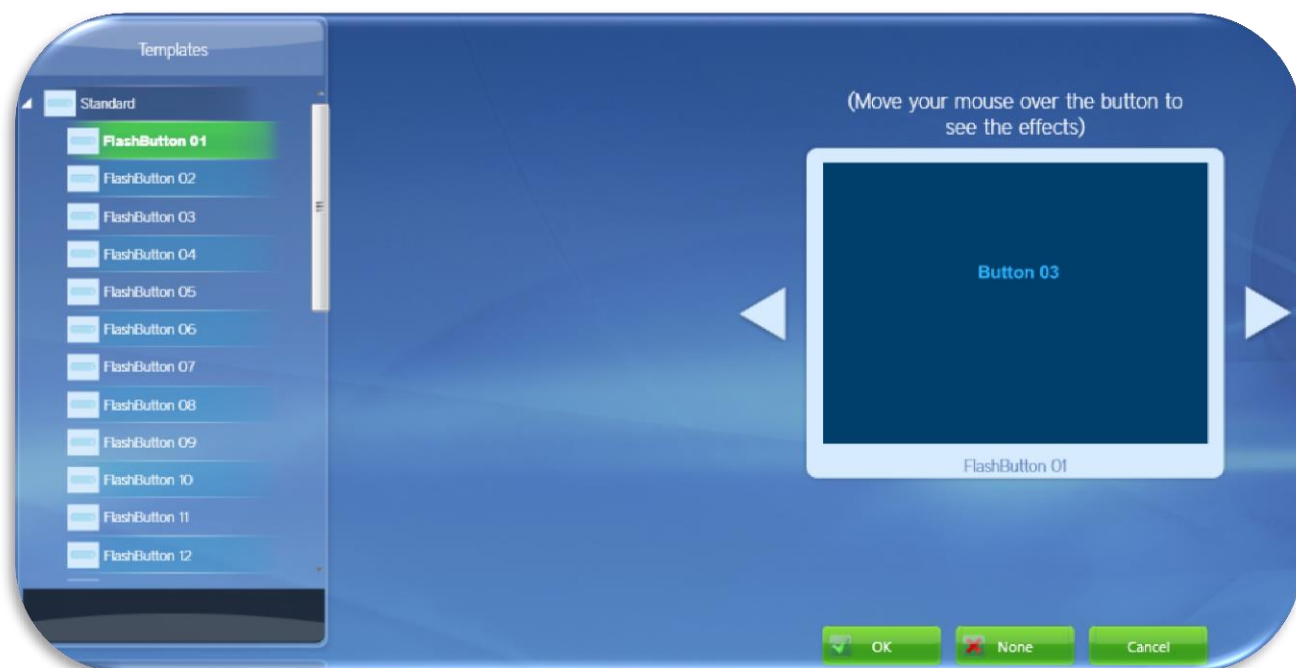 Templates
Standard
FlashButton 01
FlashButton 02
FlashButton 03
FlashButton 04
FlashButton 05
FlashButton 06
FlashButton 07
FlashButton 08
FlashButton 09
FlashButton 10
FlashButton 11
FlashButton 12
(Move your mouse over the button to
see the effects)
Button 03
FlashButton 01
OK
None
Cancel